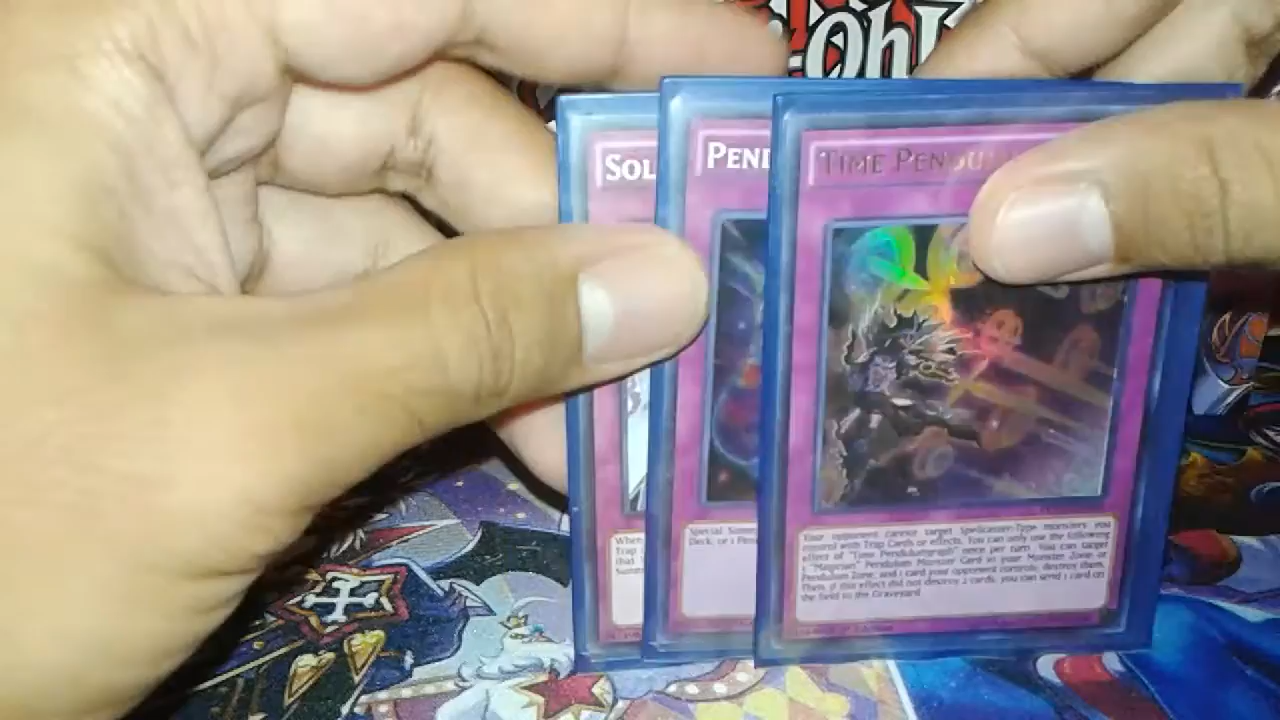 -Oh!
SOL
PEND
TIME PENDU
When
Trap
that
Summ
Special Summ
Deck, or 1 Pen
Your opponent cannot target Spellcaster-Type monsters you
control with Trap Cards or effects. You can only use the following
effect of "Time Pendulumgraph" once per turn. You can target
1 "Magician" Pendulum Monster Card in your Monster Zone or
Pendulum Zone, and 1 card your opponent controls; destroy them.
Then, if this effect did not destroy 2 cards, you can send 1 card on
the field to the Graveyard.